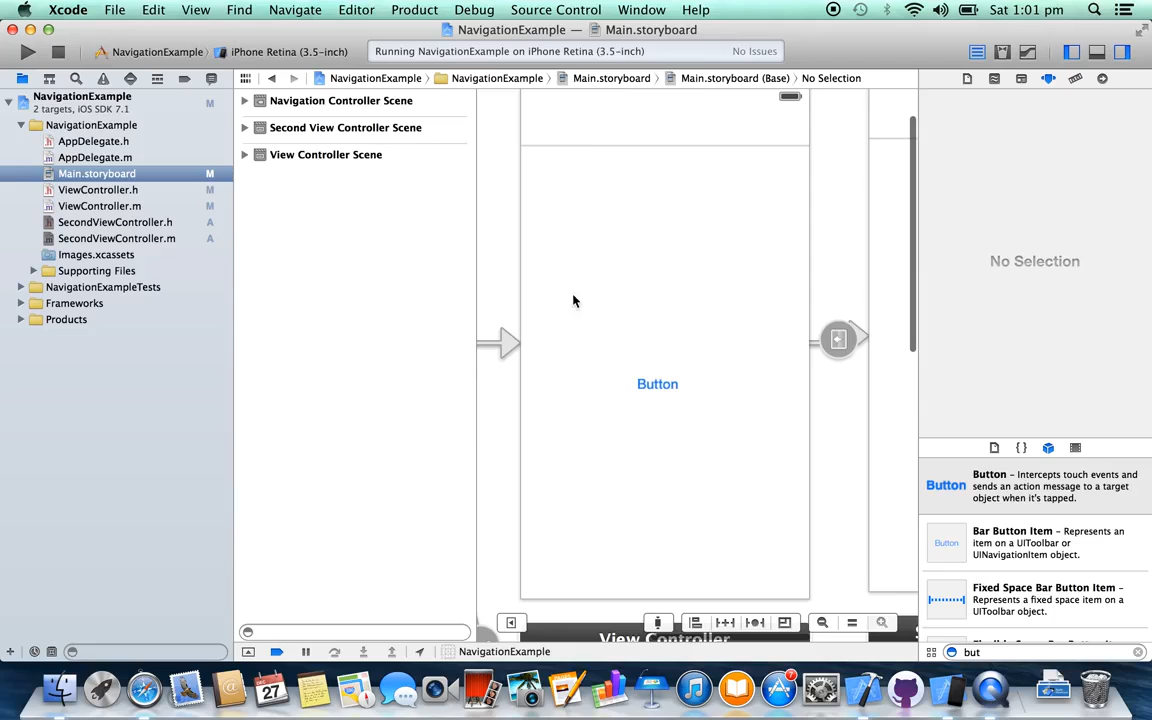 Xcode File Edit View Find Navigate Editor Product Debug Source Control Window Help Sat 1:01 pm
NavigationExample — Main.storyboard
NavigationExample iPhone Retina (3.5-inch) Running NavigationExample on iPhone Retina (3.5-inch) No Issues
NavigationExample NavigationExample Main.storyboard Main.storyboard (Base) No Selection
NavigationExample M
2 targets, iOS SDK 7.1
NavigationExample
AppDelegate.h
AppDelegate.m
Main.storyboard M
ViewController.h M
ViewController.m M
SecondViewController.h A
SecondViewController.m A
Images.xcassets
Supporting Files
NavigationExampleTests
Frameworks
Products
Navigation Controller Scene
Second View Controller Scene
View Controller Scene
Button
View Controller
NavigationExample
No Selection
Button
Button – Intercepts touch events and
sends an action message to a target
object when it's tapped.
Button
Bar Button Item – Represents an
item on a UIToolbar or
UINavigationItem object.
Fixed Space Bar Button Item –
Represents a fixed space item on a
UIToolbar object.
but
DEC
27
7